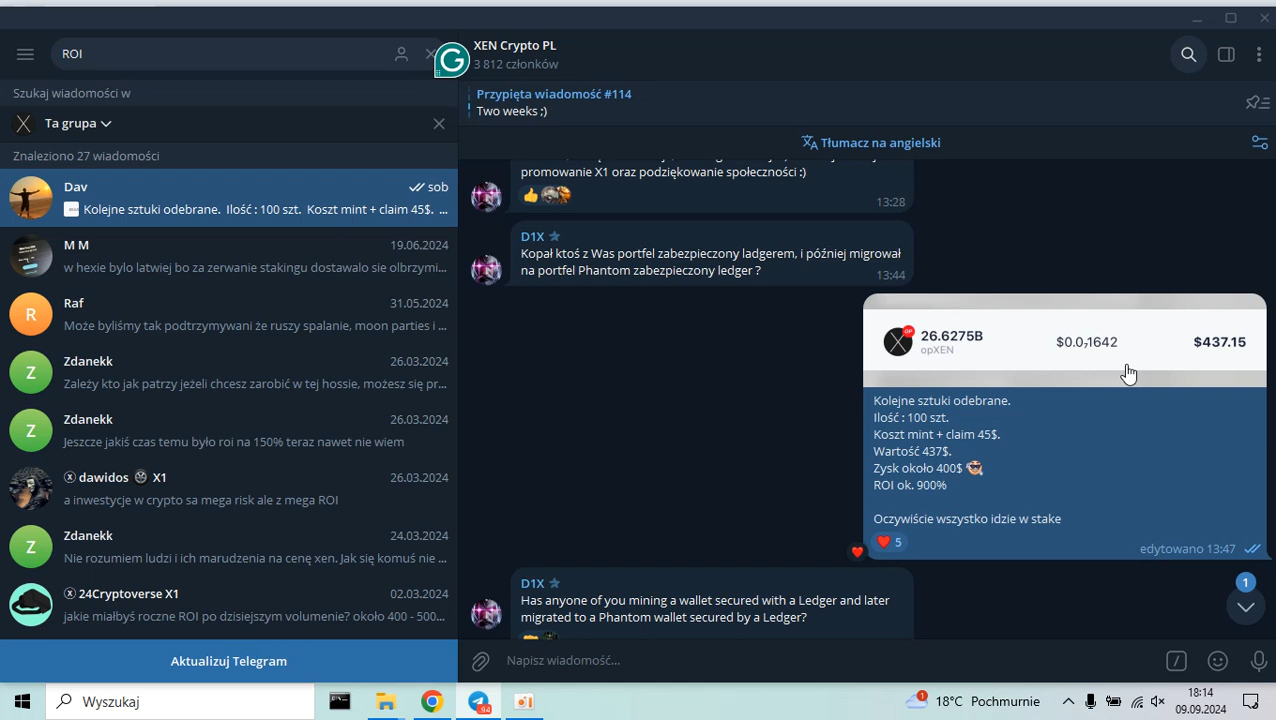 ROI
XEN Crypto PL
3 812 członków
Szukaj wiadomości w
Ta grupa
Znaleziono 27 wiadomości
Dav
sob
Kolejne sztuki odebrane. Ilość : 100 szt. Koszt mint + claim 45$. ...
M M
19.06.2024
w hexie bylo latwiej bo za zerwanie stakingu dostawalo sie olbrzymi...
Raf
31.05.2024
R
Może byliśmy tak podtrzymywani że ruszy spalanie, moon parties i ...
Zdanekk
26.03.2024
Z
Zależy kto jak patrzy jeżeli chcesz zarobić w tej hossie, możesz się pr...
Zdanekk
26.03.2024
Z
Jeszcze jakiś czas temu było roi na 150% teraz nawet nie wiem
dawidos X1
26.03.2024
a inwestycje w crypto sa mega risk ale z mega ROI
Zdanekk
24.03.2024
Z
Nie rozumiem ludzi i ich marudzenia na cenę xen. Jak się komuś nie ...
24Cryptoverse X1
02.03.2024
jakie miałbyś roczne ROI po dzisiejszym volumenie? około 400 - 500...
Aktualizuj Telegram
Przypięta wiadomość #114
Two weeks ;)
Tłumacz na angielski
promowanie X1 oraz podziękowanie społeczności :)
13:28
D1X
Kopał ktoś z Was portfel zabezpieczony ladgerem, i później migrował
na portfel Phantom zabezpieczony ledger ?
13:44
OP
26.6275B
opXEN
$0.0₇1642
$437.15
Kolejne sztuki odebrane.
Ilość : 100 szt.
Koszt mint + claim 45$.
Wartość 437$.
Zysk około 400$
ROI ok. 900%
Oczywiście wszystko idzie w stake
5
edytowano 13:47
D1X
Has anyone of you mining a wallet secured with a Ledger and later
migrated to a Phantom wallet secured by a Ledger?
1
Napisz wiadomość...
Wyszukaj
94
1
18°C Pochmurnie
18:14
09.09.2024